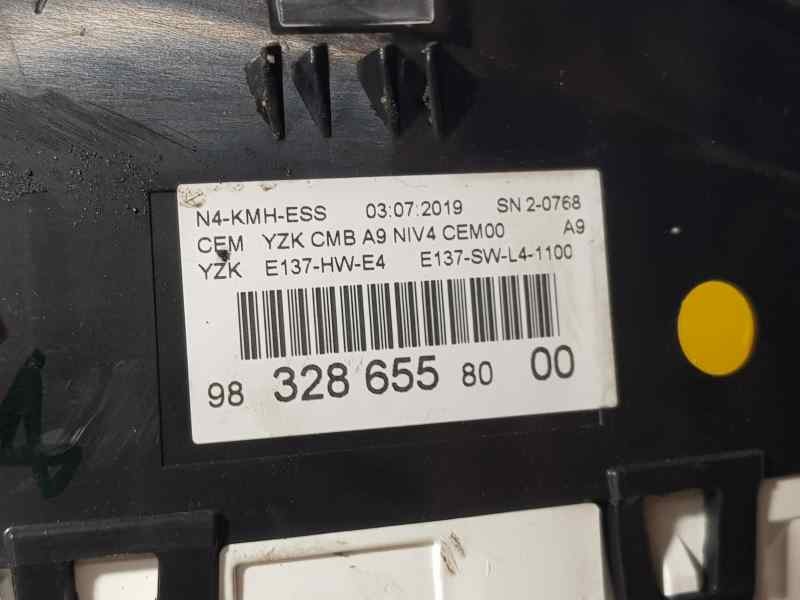 N4-KMH-ESS 03:07:2019 SN 2-0768
CEM YZK CMB A9 NIV4 CEM00 A9
YZK E137-HW-E4 E137-SW-L4-1100
98 328 655 80 00